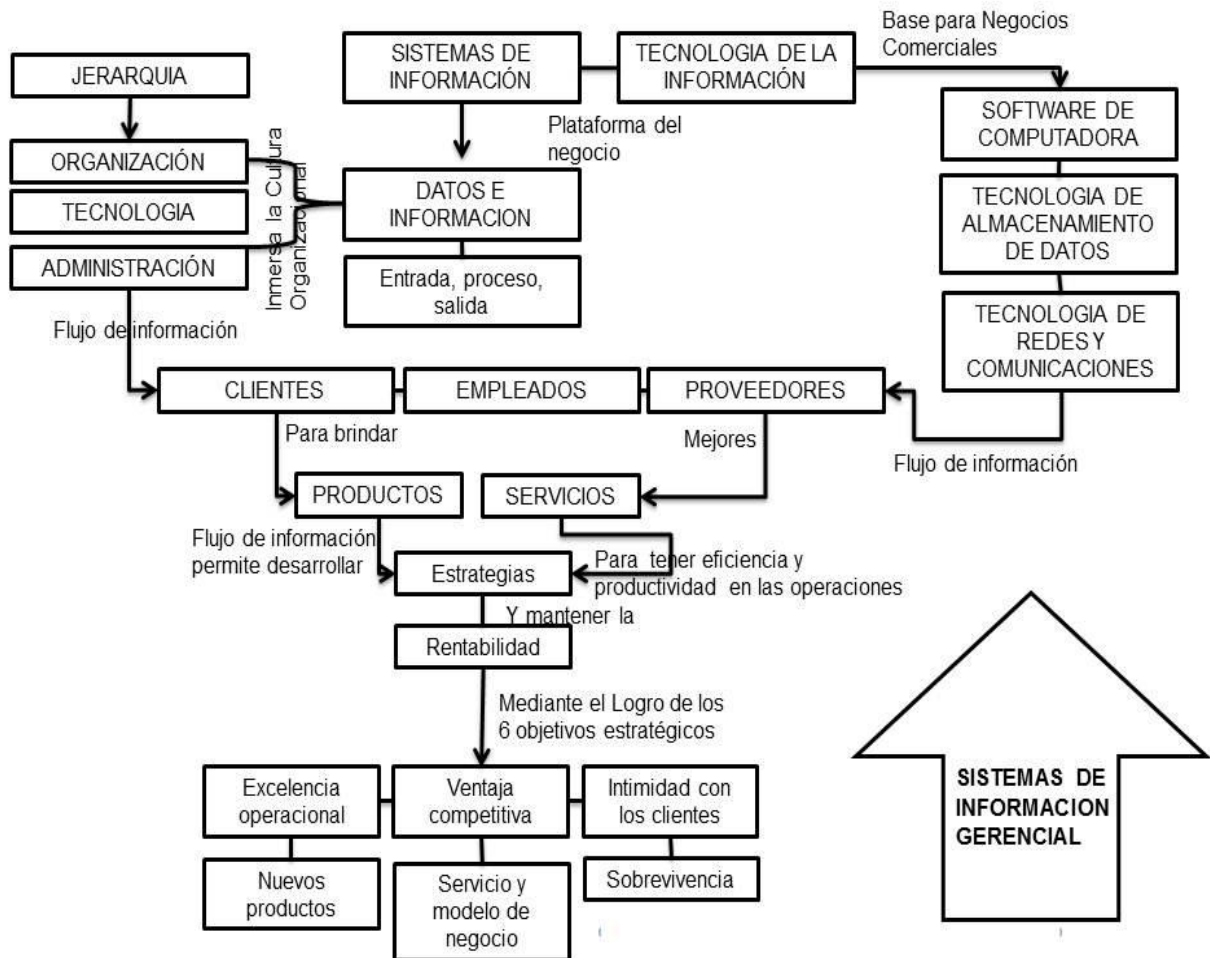 Base para Negocios
Comerciales
SISTEMAS DE
INFORMACIÓN
TECNOLOGIA DE LA
INFORMACIÓN
JERARQUIA
SOFTWARE DE
COMPUTADORA
Plataforma del
negocio
ORGANIZACIÓN
TECNOLOGIA
ADMINISTRACIÓN
Inmersa la Cultura
Organizacional
DATOS E
INFORMACION
Entrada, proceso,
salida
TECNOLOGIA DE
ALMACENAMIENTO
DE DATOS
TECNOLOGIA DE
REDES Y
COMUNICACIONES
Flujo de información
CLIENTES
EMPLEADOS
PROVEEDORES
Para brindar
Mejores
Flujo de información
PRODUCTOS
SERVICIOS
Flujo de información
permite desarrollar
Estrategias
Para tener eficiencia y
productividad en las operaciones
Y mantener la
Rentabilidad
Mediante el Logro de los
6 objetivos estratégicos
Excelencia
operacional
Ventaja
competitiva
Intimidad con
los clientes
Nuevos
productos
Servicio y
modelo de
negocio
Sobrevivencia
SISTEMAS DE
INFORMACION
GERENCIAL